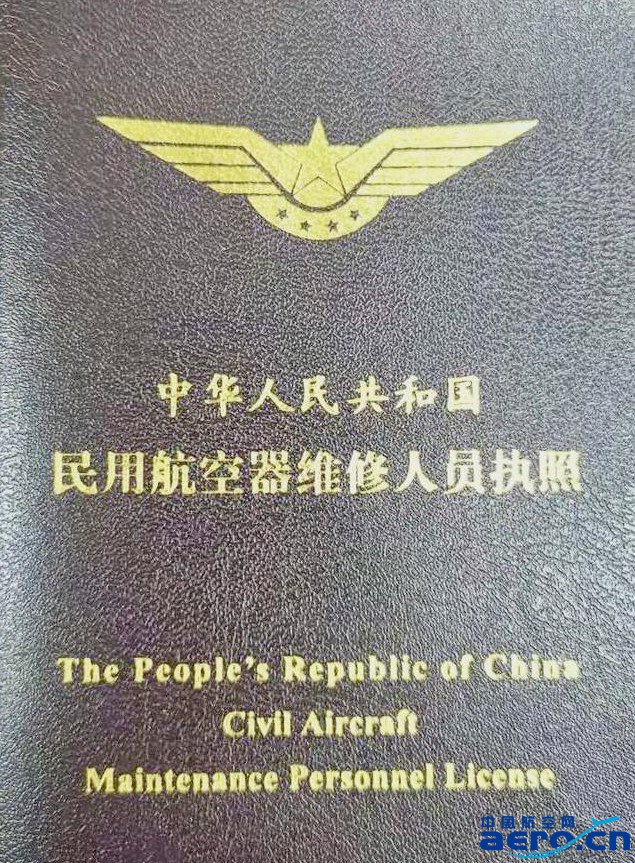 中华人民共和国
民用航空器维修人员执照
The People's Republic of China
Civil Aircraft
Maintenance Personnel License
中国航空网
aero.cn